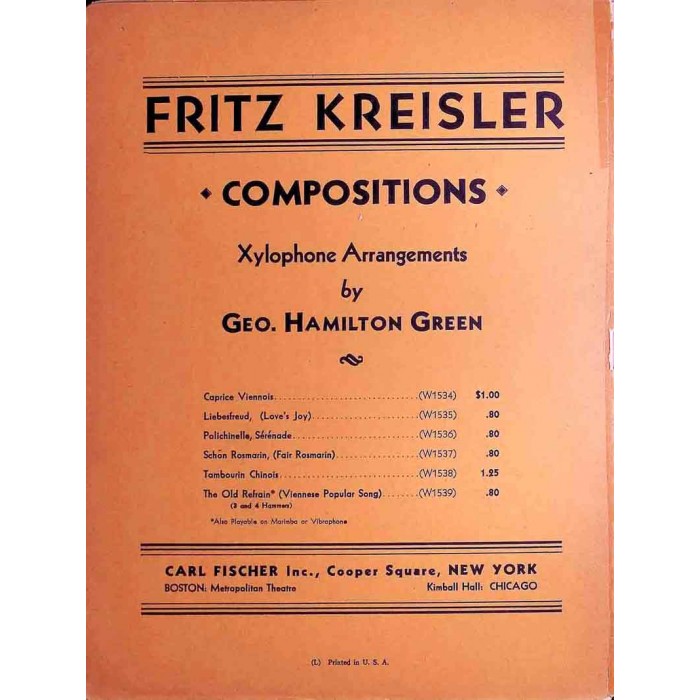 FRITZ KREISLER
COMPOSITIONS
Xylophone Arrangements
by
GEO. HAMILTON GREEN
Caprice Viennois.................................(W1534) $1.00
Liebesfreud, (Love's Joy)........................(W1535) .80
Polichinelle, Sérénade...........................(W1536) .80
Schön Rosmarin, (Fair Rosmarin)..................(W1537) .80
Tambourin Chinois................................(W1538) 1.25
The Old Refrain* (Viennese Popular Song)........(W1539) .80
(3 and 4 Hammers)
*Also Playable on Marimba or Vibraphone
CARL FISCHER Inc., Cooper Square, NEW YORK
BOSTON: Metropolitan Theatre Kimball Hall: CHICAGO
(L) Printed in U. S. A.